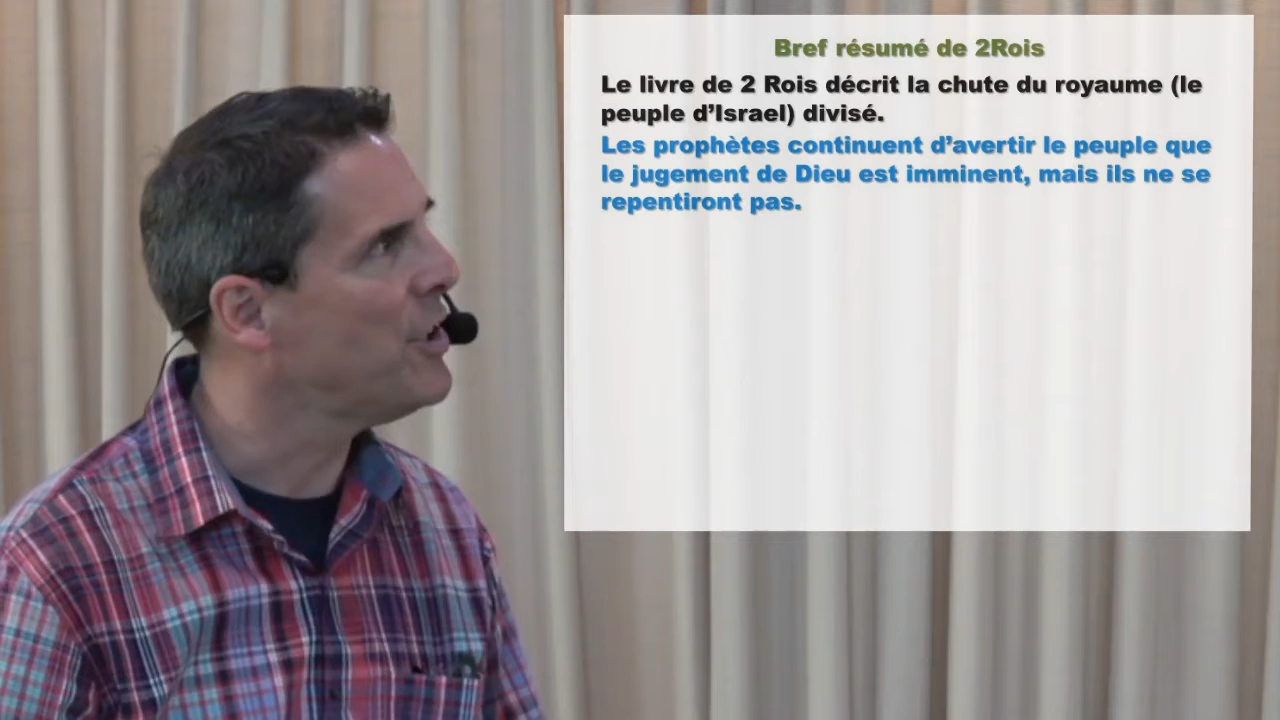 Bref résumé de 2Rois
Le livre de 2 Rois décrit la chute du royaume (le
peuple d’Israel) divisé.
Les prophètes continuent d’avertir le peuple que
le jugement de Dieu est imminent, mais ils ne se
repentiront pas.